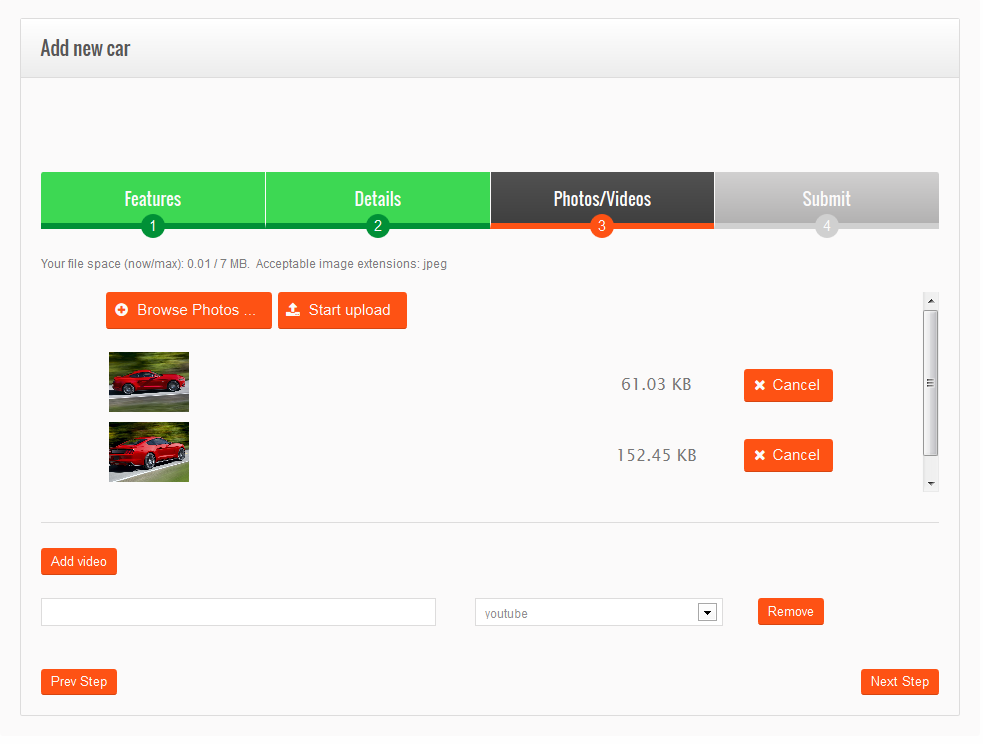 Add new car
Features Details Photos/Videos Submit
1 2 3 4
Your file space (now/max): 0.01 / 7 MB. Acceptable image extensions: jpeg
Browse Photos ... Start upload
61.03 KB Cancel
152.45 KB Cancel
Add video
youtube Remove
Prev Step Next Step